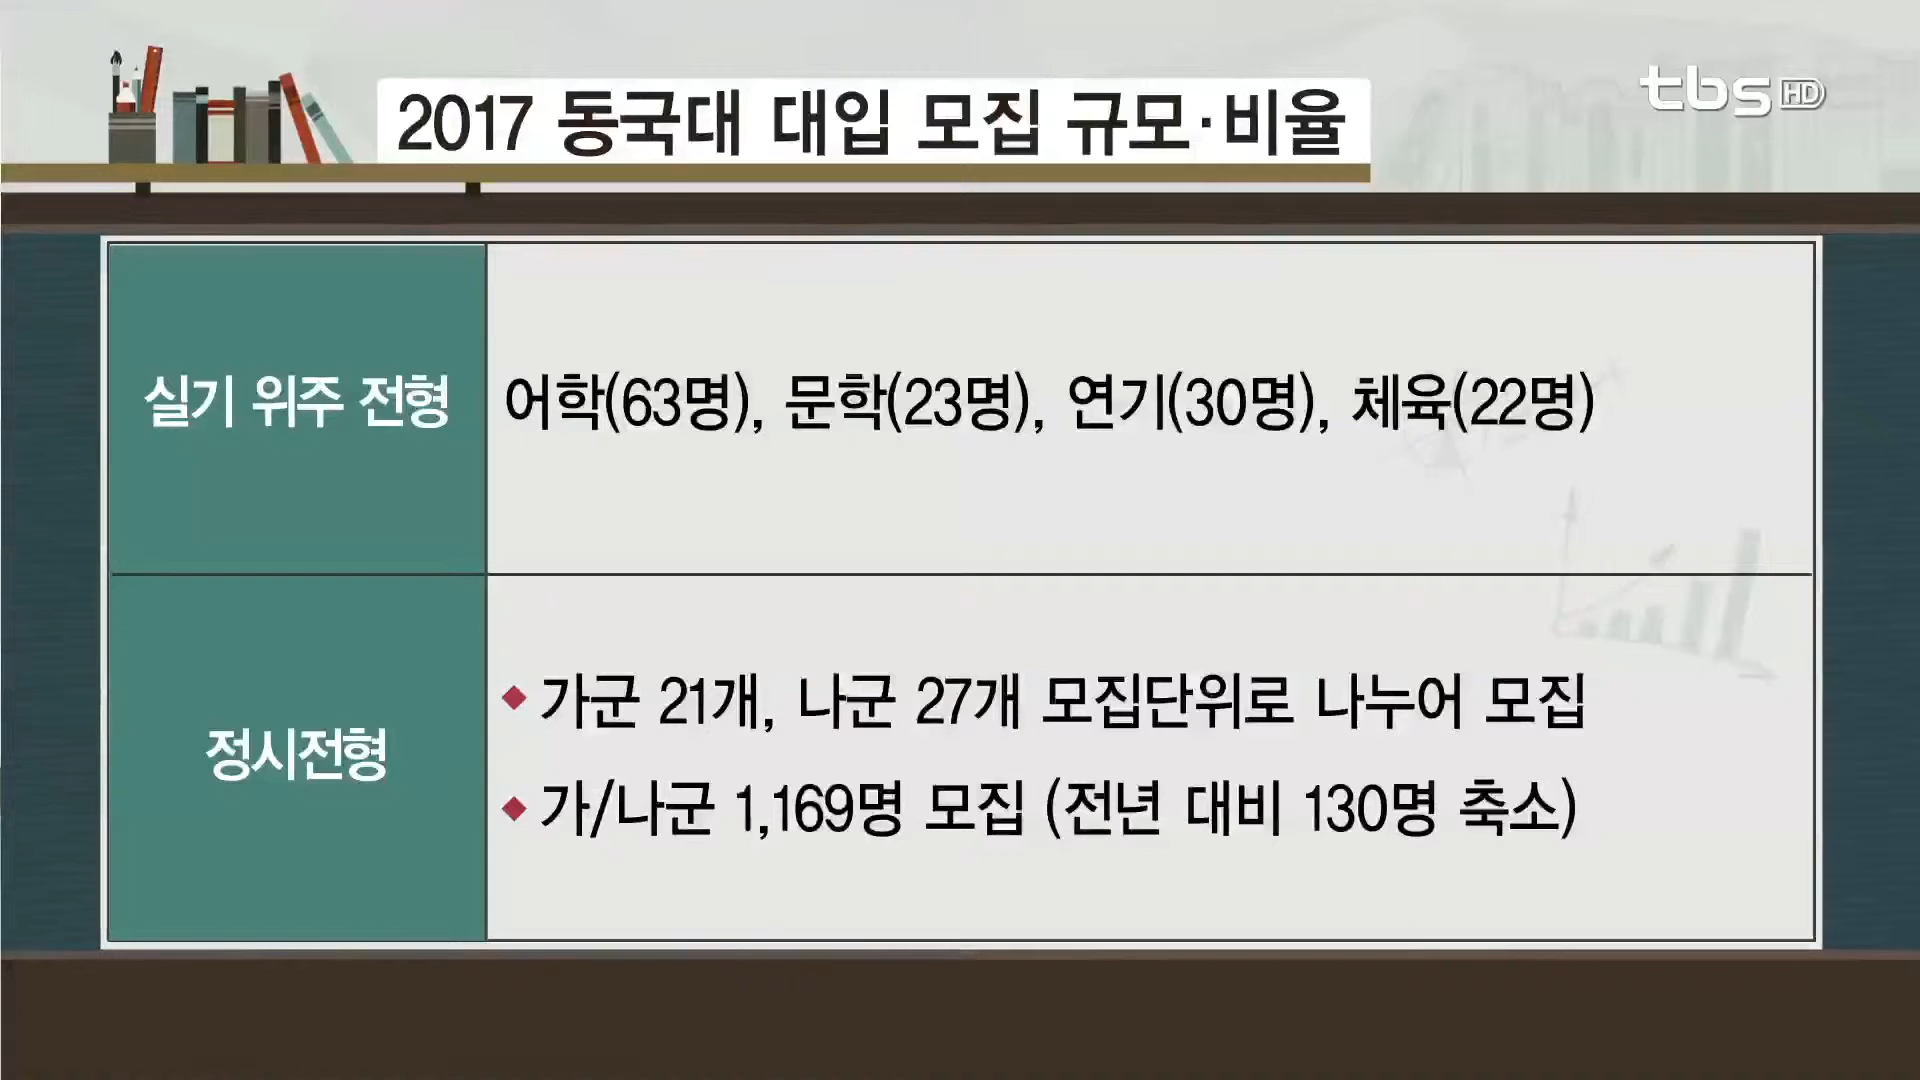 2017 동국대 대입 모집 규모·비율
tbs HD
실기 위주 전형
어학(63명), 문학(23명), 연기(30명), 체육(22명)
정시전형
가군 21개, 나군 27개 모집단위로 나누어 모집
가/나군 1,169명 모집 (전년 대비 130명 축소)